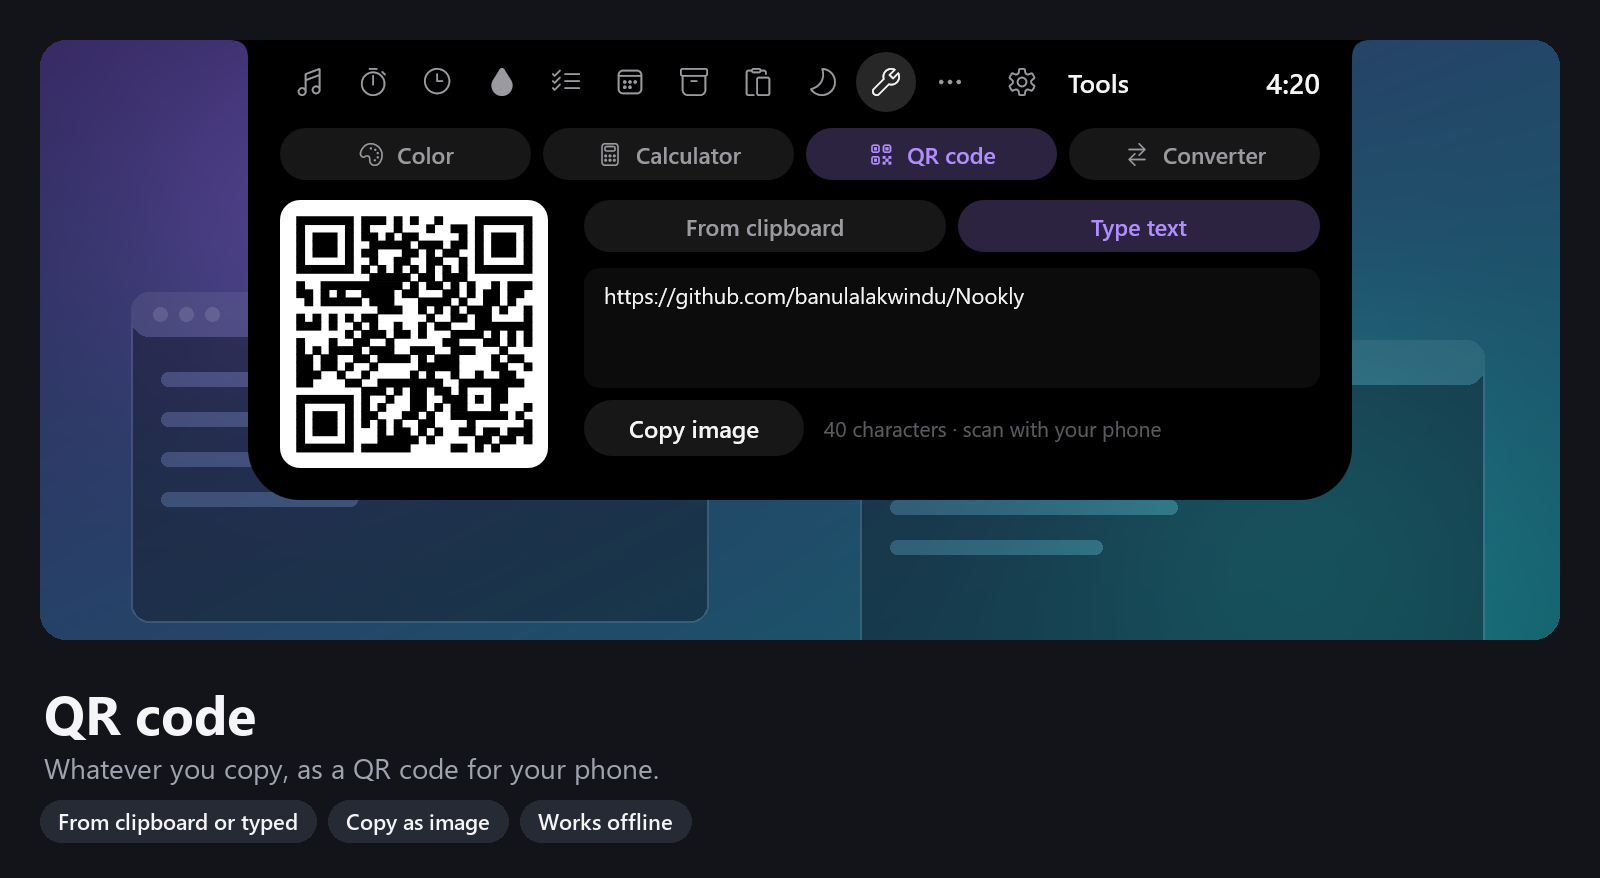 Tools 4:20
Color Calculator QR code Converter
From clipboard Type text
https://github.com/banulalakwindu/Nookly
Copy image 40 characters · scan with your phone
QR code
Whatever you copy, as a QR code for your phone.
From clipboard or typed Copy as image Works offline